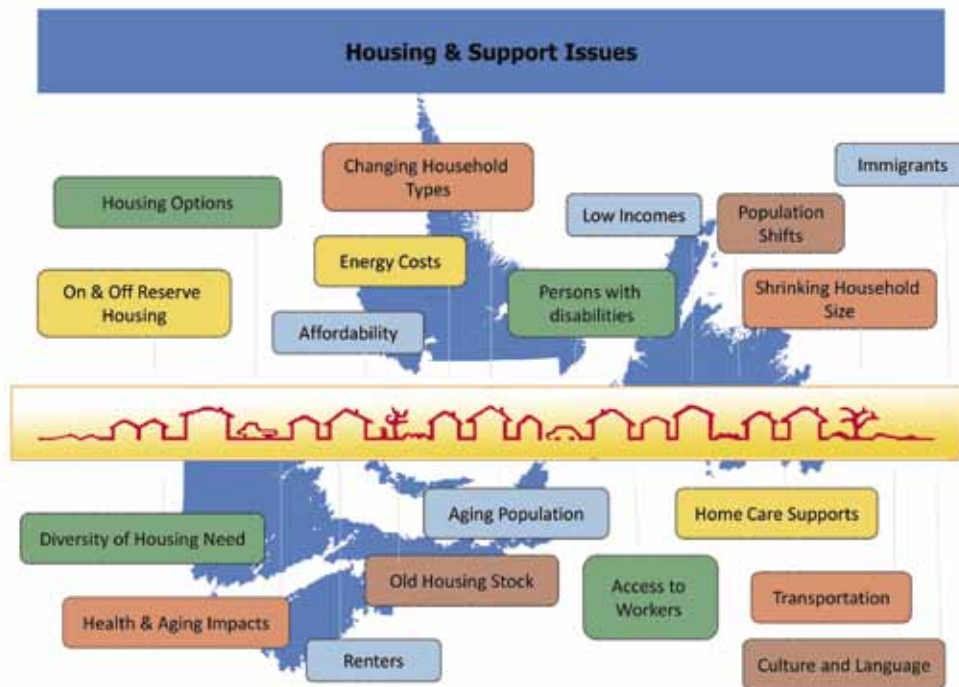 Housing & Support Issues
Changing Household
Types
Immigrants
Housing Options
Low Incomes
Population
Shifts
Energy Costs
On & Off Reserve
Housing
Persons with
disabilities
Shrinking Household
Size
Affordability
Aging Population
Home Care Supports
Diversity of Housing Need
Old Housing Stock
Access to
Workers
Transportation
Health & Aging Impacts
Renters
Culture and Language